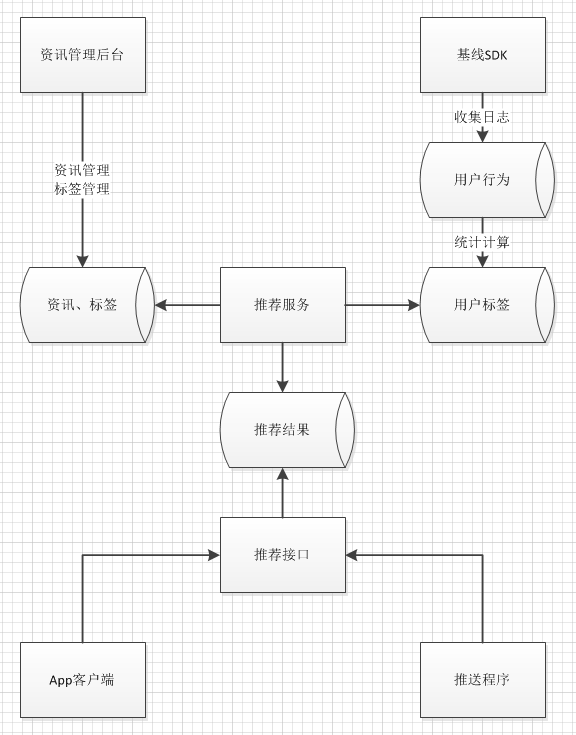 资讯管理后台
基线SDK
收集日志
资讯管理
标签管理
用户行为
统计计算
资讯、标签
推荐服务
用户标签
推荐结果
推荐接口
App客户端
推送程序